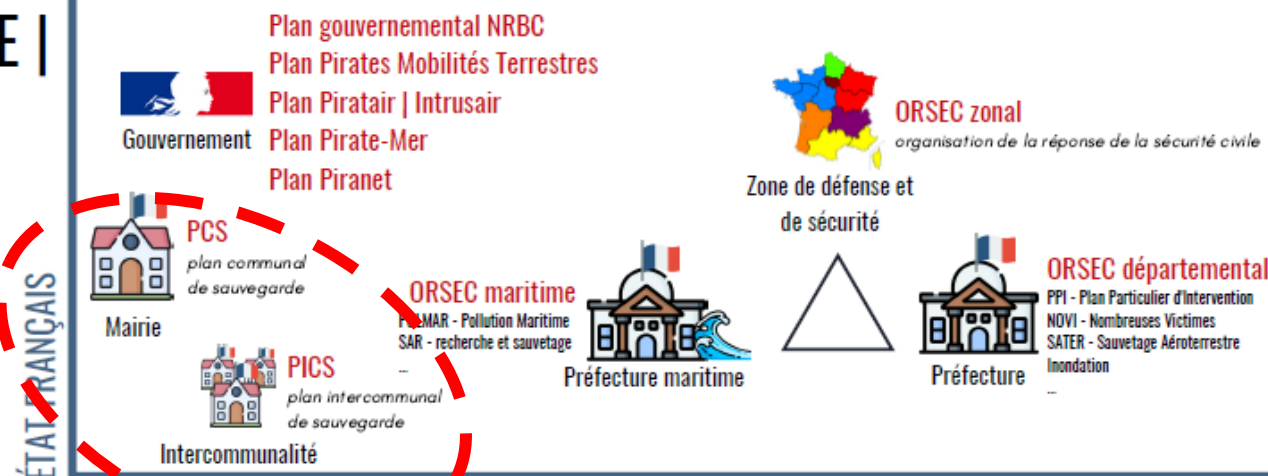 E |
Plan gouvernemental NRBC
Plan Pirates Mobilités Terrestres
Plan Piratair | Intrusair
Plan Pirate-Mer
Plan Piranet
Gouvernement
ORSEC zonal
organisation de la réponse de la sécurité civile
Zone de défense et
de sécurité
PCS
plan communal
de sauvegarde
Mairie
PICS
plan intercommunal
de sauvegarde
Intercommunalité
ORSEC maritime
POLMAR - Pollution Maritime
SAR - recherche et sauvetage
...
Préfecture maritime
ORSEC départemental
PPI - Plan Particulier d'Intervention
NOVI - Nombreuses Victimes
SATER - Sauvetage Aéroterrestre
Inondation
...
Préfecture
ÉTAT FRANÇAIS